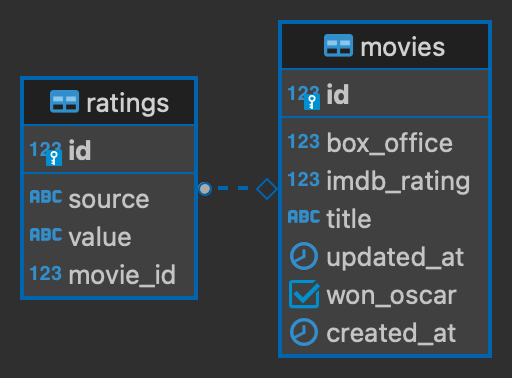 ratings
123 id
ABC source
ABC value
123 movie_id
movies
123 id
123 box_office
123 imdb_rating
ABC title
updated_at
won_oscar
created_at